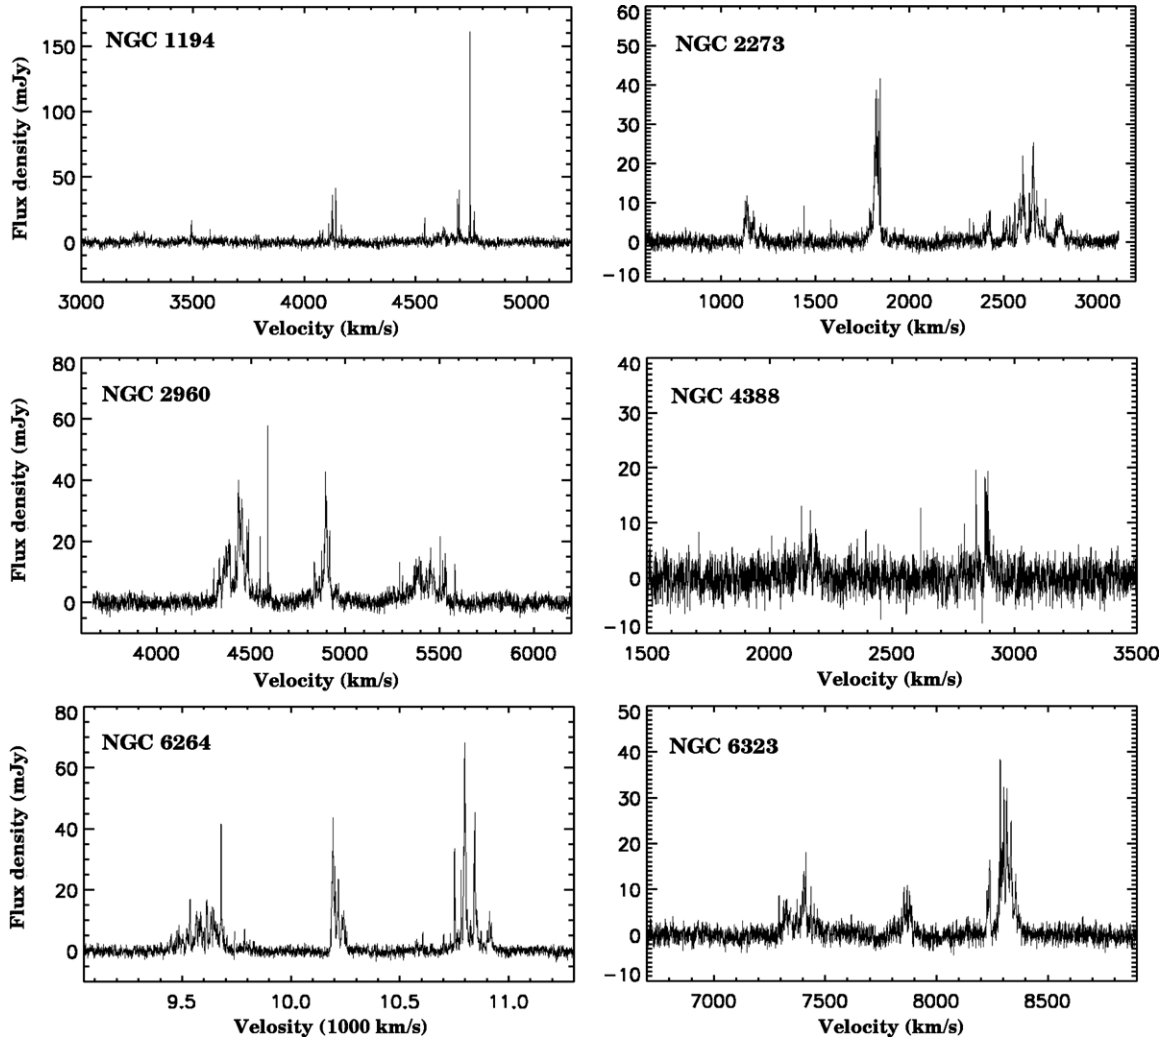 NGC 1194
Flux density (mJy)
150
100
50
0
3000 3500 4000 4500 5000
Velocity (km/s)
NGC 2273
60
50
40
30
20
10
0
−10
1000 1500 2000 2500 3000
Velocity (km/s)
NGC 2960
Flux density (mJy)
80
60
40
20
0
4000 4500 5000 5500 6000
Velocity (km/s)
NGC 4388
40
30
20
10
0
−10
1500 2000 2500 3000 3500
Velocity (km/s)
NGC 6264
Flux density (mJy)
80
60
40
20
0
9.5 10.0 10.5 11.0
Velosity (1000 km/s)
NGC 6323
50
40
30
20
10
0
−10
7000 7500 8000 8500
Velocity (km/s)